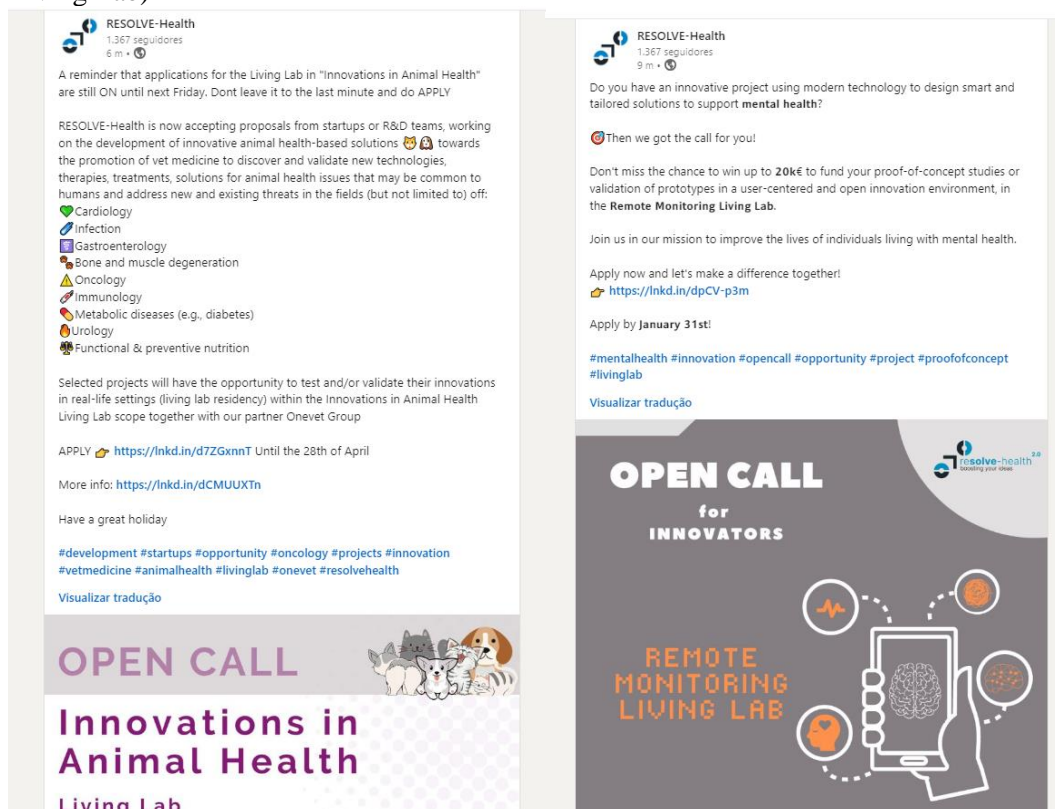 RESOLVE-Health
1.367 seguidores
6 m •
A reminder that applications for the Living Lab in "Innovations in Animal Health"
are still ON until next Friday. Dont leave it to the last minute and do APPLY
RESOLVE-Health is now accepting proposals from startups or R&D teams, working
on the development of innovative animal health-based solutions 🐱🐶 towards
the promotion of vet medicine to discover and validate new technologies,
therapies, treatments, solutions for animal health issues that may be common to
humans and address new and existing threats in the fields (but not limited to) off:
💚Cardiology
Infection
Gastroenterology
Bone and muscle degeneration
⚠Oncology
Immunology
💊Metabolic diseases (e.g., diabetes)
🔥Urology
Functional & preventive nutrition
Selected projects will have the opportunity to test and/or validate their innovations
in real-life settings (living lab residency) within the Innovations in Animal Health
Living Lab scope together with our partner Onevet Group
APPLY 👉 https://lnkd.in/d7ZGxnnT Until the 28th of April
More info: https://lnkd.in/dCMUUXTn
Have a great holiday
#development #startups #opportunity #oncology #projects #innovation
#vetmedicine #animalhealth #livinglab #onevet #resolvehealth
Visualizar tradução
OPEN CALL
Innovations in
Animal Health
Living Lab
RESOLVE-Health
1.367 seguidores
9 m •
Do you have an innovative project using modern technology to design smart and
tailored solutions to support mental health?
🎯Then we got the call for you!
Don't miss the chance to win up to 20k€ to fund your proof-of-concept studies or
validation of prototypes in a user-centered and open innovation environment, in
the Remote Monitoring Living Lab.
Join us in our mission to improve the lives of individuals living with mental health.
Apply now and let's make a difference together!
👉 https://lnkd.in/dpCV-p3m
Apply by January 31st!
#mentalhealth #innovation #opencall #opportunity #project #proofofconcept
#livinglab
Visualizar tradução
resolve-health 2.0
boosting your ideas
OPEN CALL
for
INNOVATORS
REMOTE
MONITORING
LIVING LAB